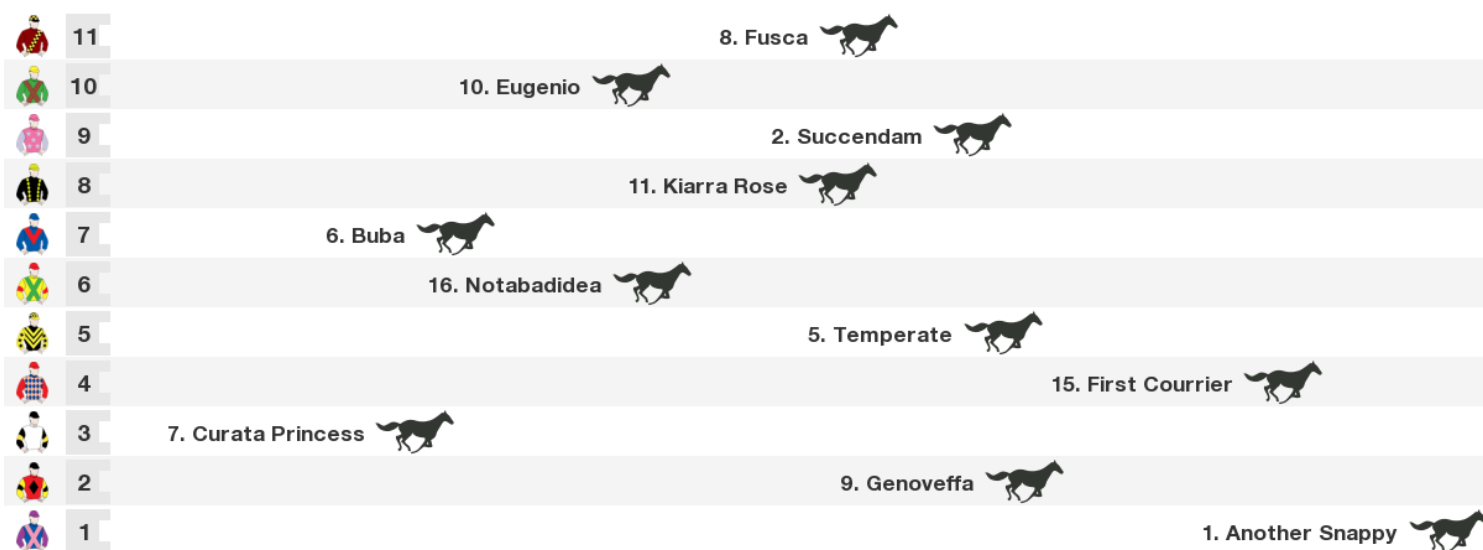 11 8. Fusca
10 10. Eugenio
9 2. Succendam
8 11. Kiarra Rose
7 6. Buba
6 16. Notabadidea
5 5. Temperate
4 15. First Courrier
3 7. Curata Princess
2 9. Genoveffa
1 1. Another Snappy